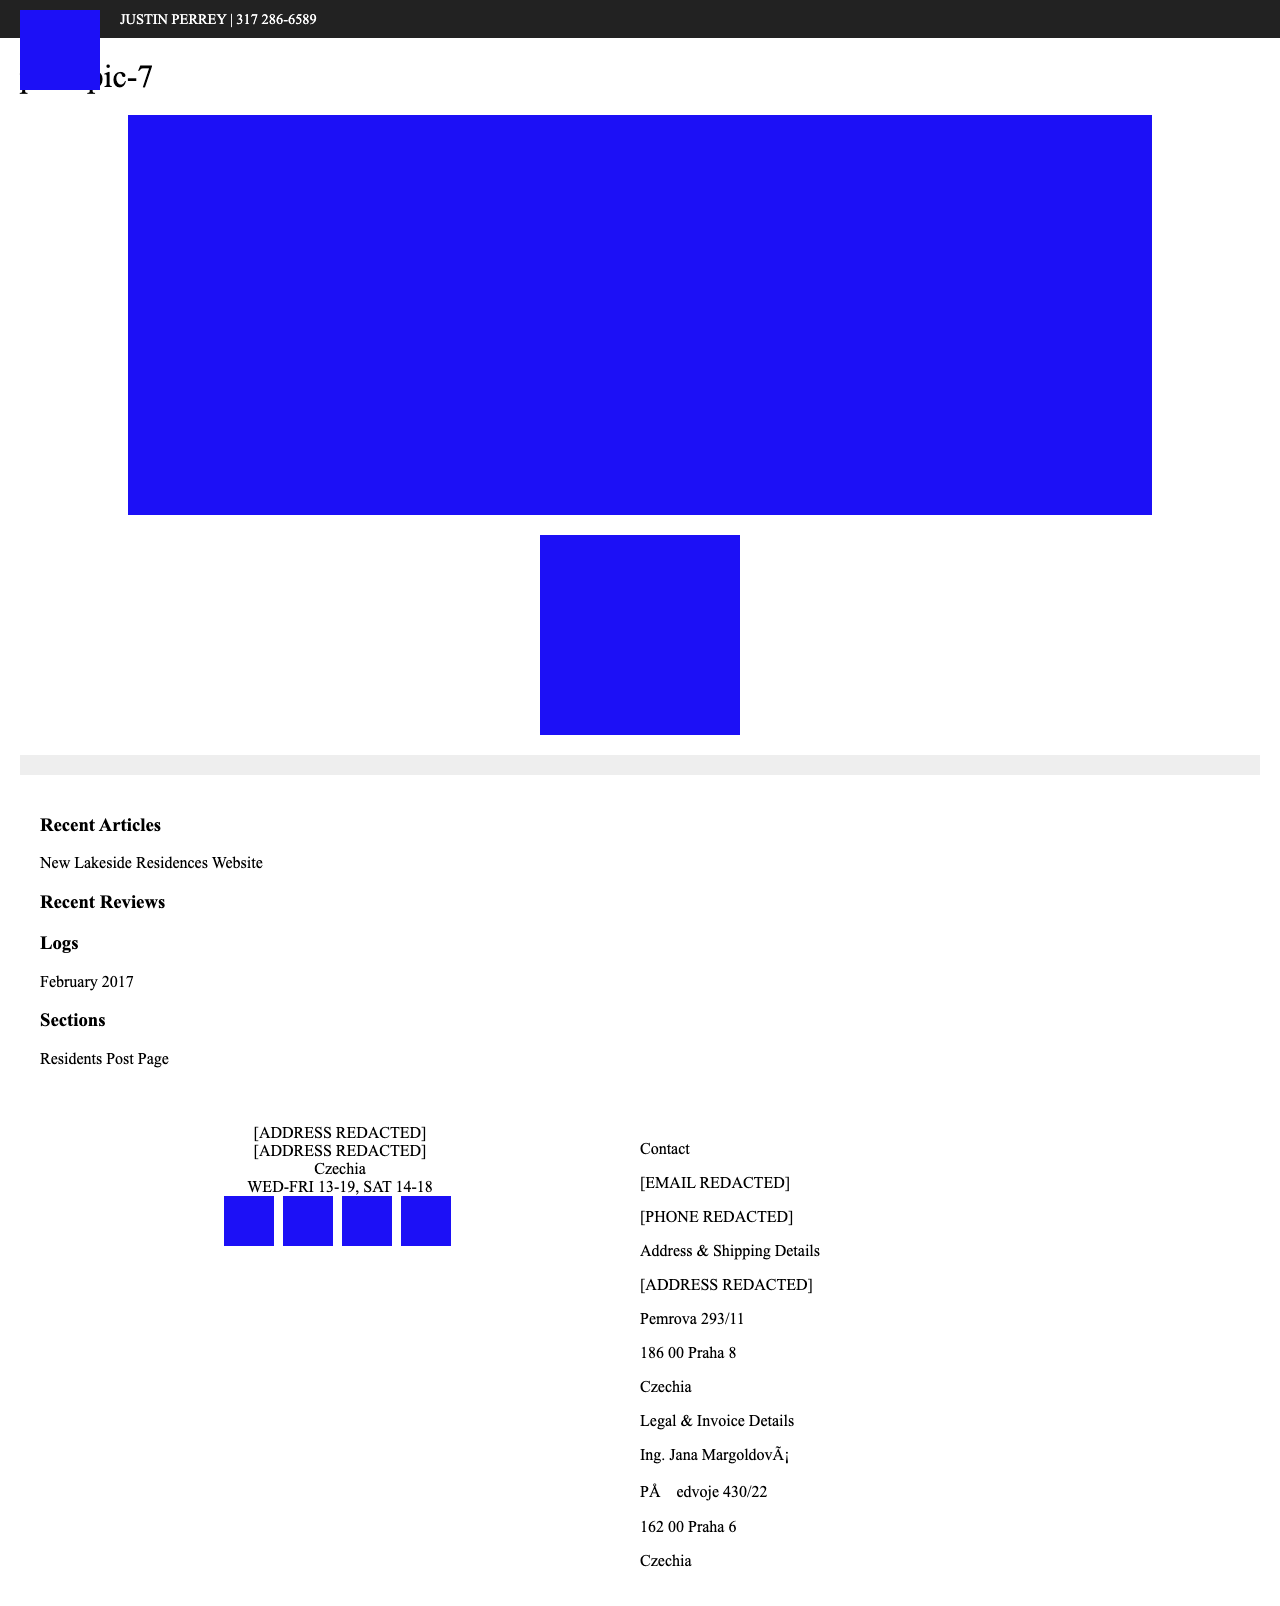 JUSTIN PERREY | 317 286-6589
pic-7
Recent Articles
New Lakeside Residences Website
Recent Reviews
Logs
February 2017
Sections
Residents Post Page
[ADDRESS REDACTED]
[ADDRESS REDACTED]
Czechia
WED-FRI 13-19, SAT 14-18
Contact
[EMAIL REDACTED]
[PHONE REDACTED]
Address & Shipping Details
[ADDRESS REDACTED]
Pemrova 293/11
186 00 Praha 8
Czechia
Legal & Invoice Details
Ing. Jana MargoldovÃ¡
PÅ edvoje 430/22
162 00 Praha 6
Czechia